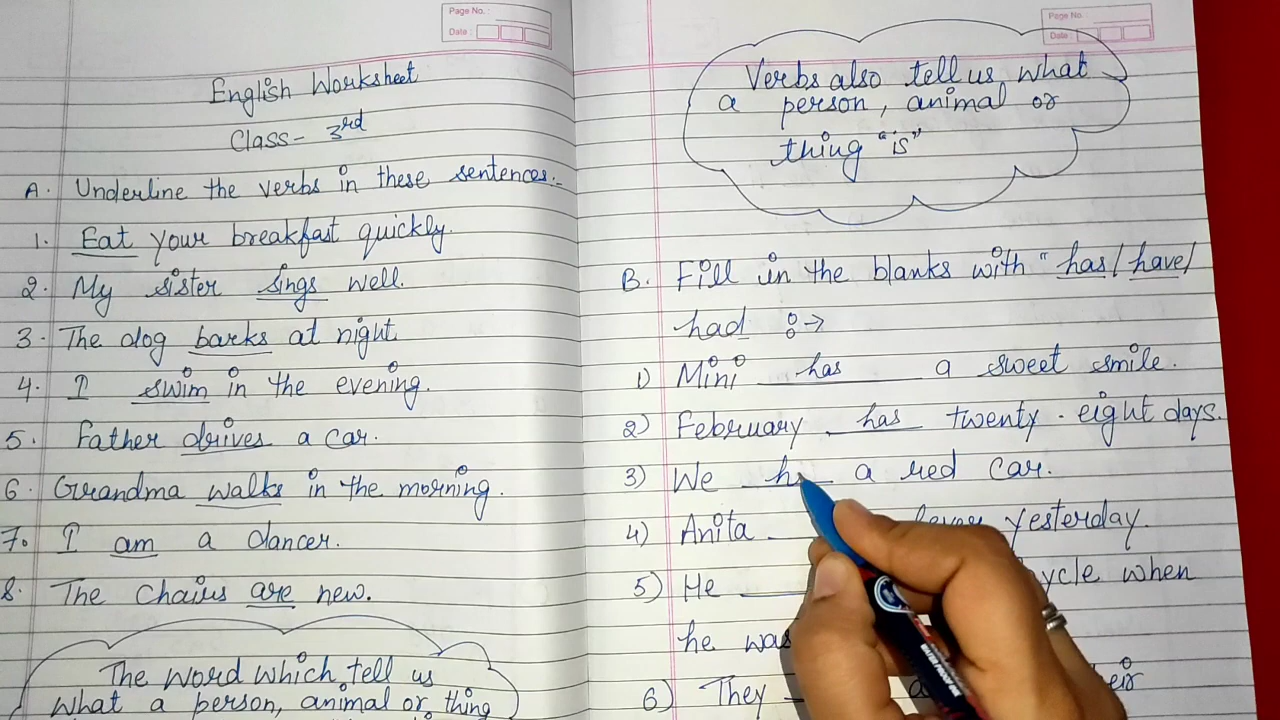 Page No.:
Date:
English Worksheet
Class- 3rd
A. Underline the verbs in these sentences:-
1. Eat your breakfast quickly.
2. My sister sings well.
3. The dog barks at night.
4. I swim in the evening.
5. Father drives a car.
6. Grandma walks in the morning.
7. I am a dancer.
8. The chairs are new.
The word which tell us
what a person, animal or thing
Page No.
Date:
Verbs also tell us what
a person, animal or
thing "is"
B. Fill in the blanks with "has/have/
had :→
1) Mini has a sweet smile.
2) February has twenty-eight days.
3) We ha a red car.
4) Anita fever yesterday.
5) He when
he was
6) They